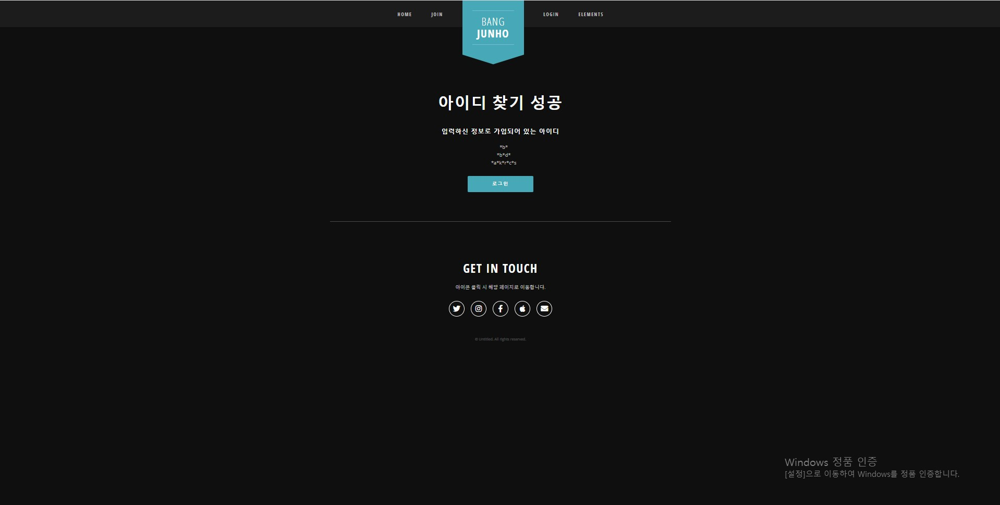 HOME JOIN LOGIN ELEMENTS
BANG
JUNHO
아이디 찾기 성공
입력하신 정보로 가입되어 있는 아이디
*b*
*b*d*
*a*k*r*c*s
로그인
GET IN TOUCH
아이콘 클릭 시 해당 페이지로 이동합니다.
© Untitled. All rights reserved.
Windows 정품 인증
[설정]으로 이동하여 Windows를 정품 인증합니다.